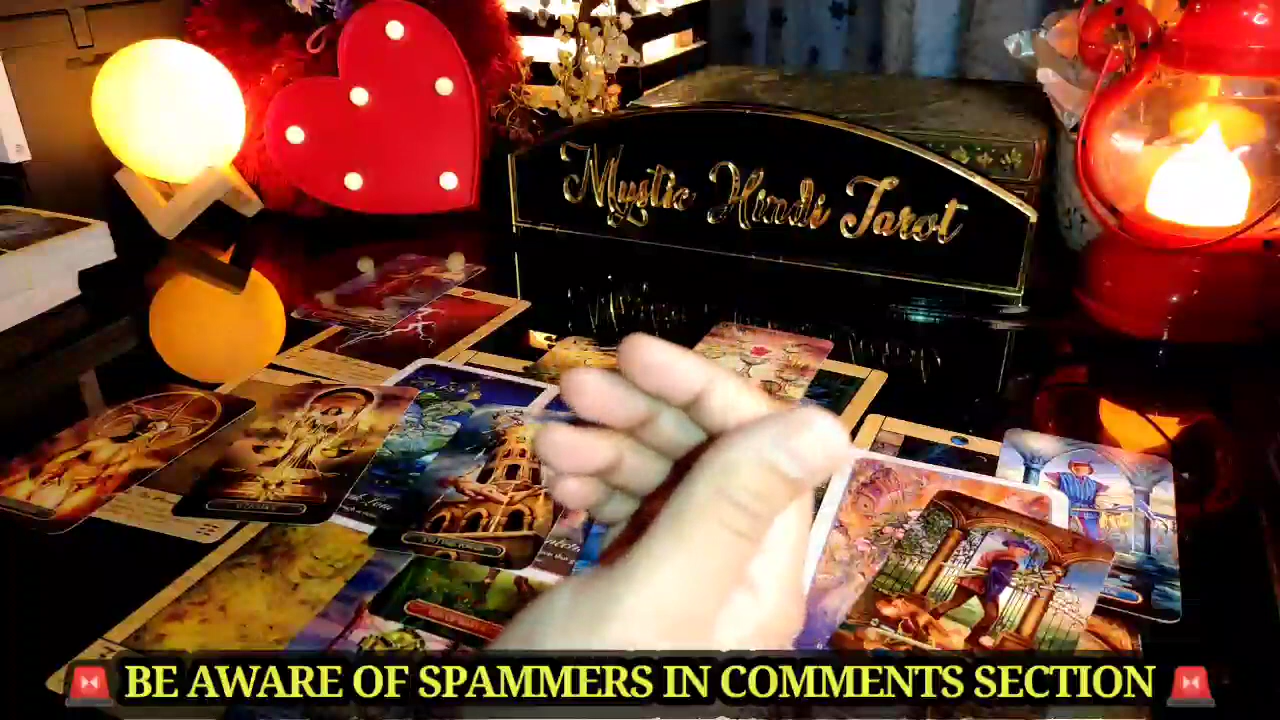 Mystic Hindi Tarot
🚨 BE AWARE OF SPAMMERS IN COMMENTS SECTION 🚨